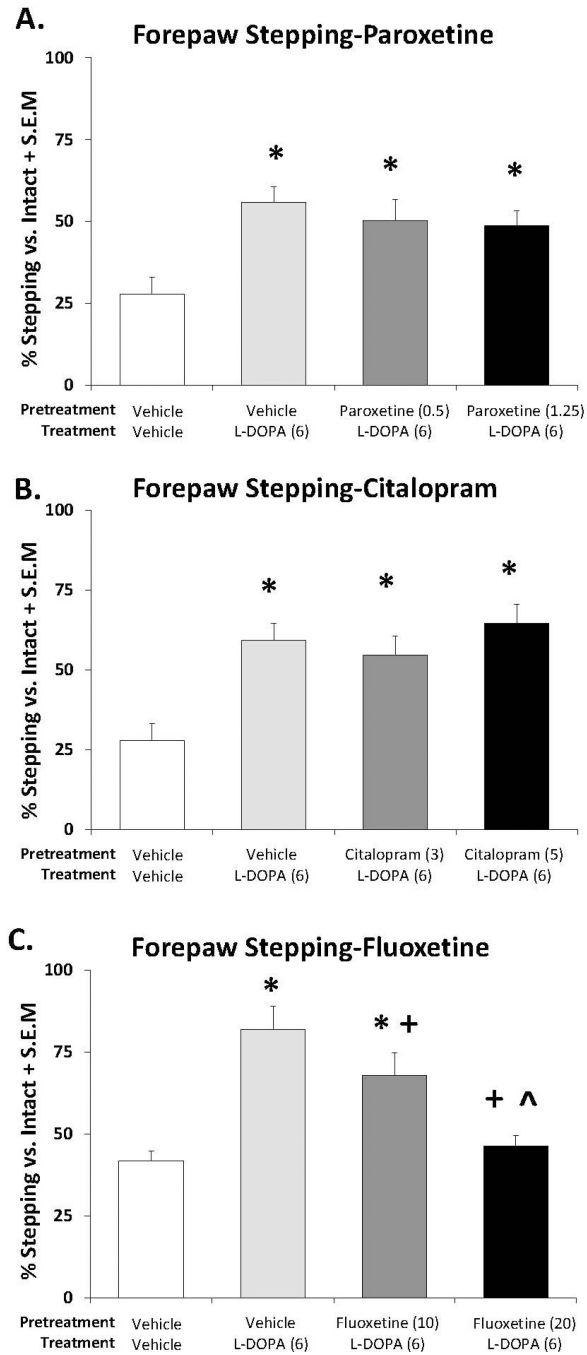 A.
Forepaw Stepping-Paroxetine
% Stepping vs. Intact + S.E.M
100
75
50
25
0
* * *
Pretreatment Vehicle Vehicle Paroxetine (0.5) Paroxetine (1.25)
Treatment Vehicle L-DOPA (6) L-DOPA (6) L-DOPA (6)
B.
Forepaw Stepping-Citalopram
% Stepping vs. Intact + S.E.M
100
75
50
25
0
* * *
Pretreatment Vehicle Vehicle Citalopram (3) Citalopram (5)
Treatment Vehicle L-DOPA (6) L-DOPA (6) L-DOPA (6)
C.
Forepaw Stepping-Fluoxetine
% Stepping vs. Intact + S.E.M
100
75
50
25
0
*
* +
+ ^
Pretreatment Vehicle Vehicle Fluoxetine (10) Fluoxetine (20)
Treatment Vehicle L-DOPA (6) L-DOPA (6) L-DOPA (6)